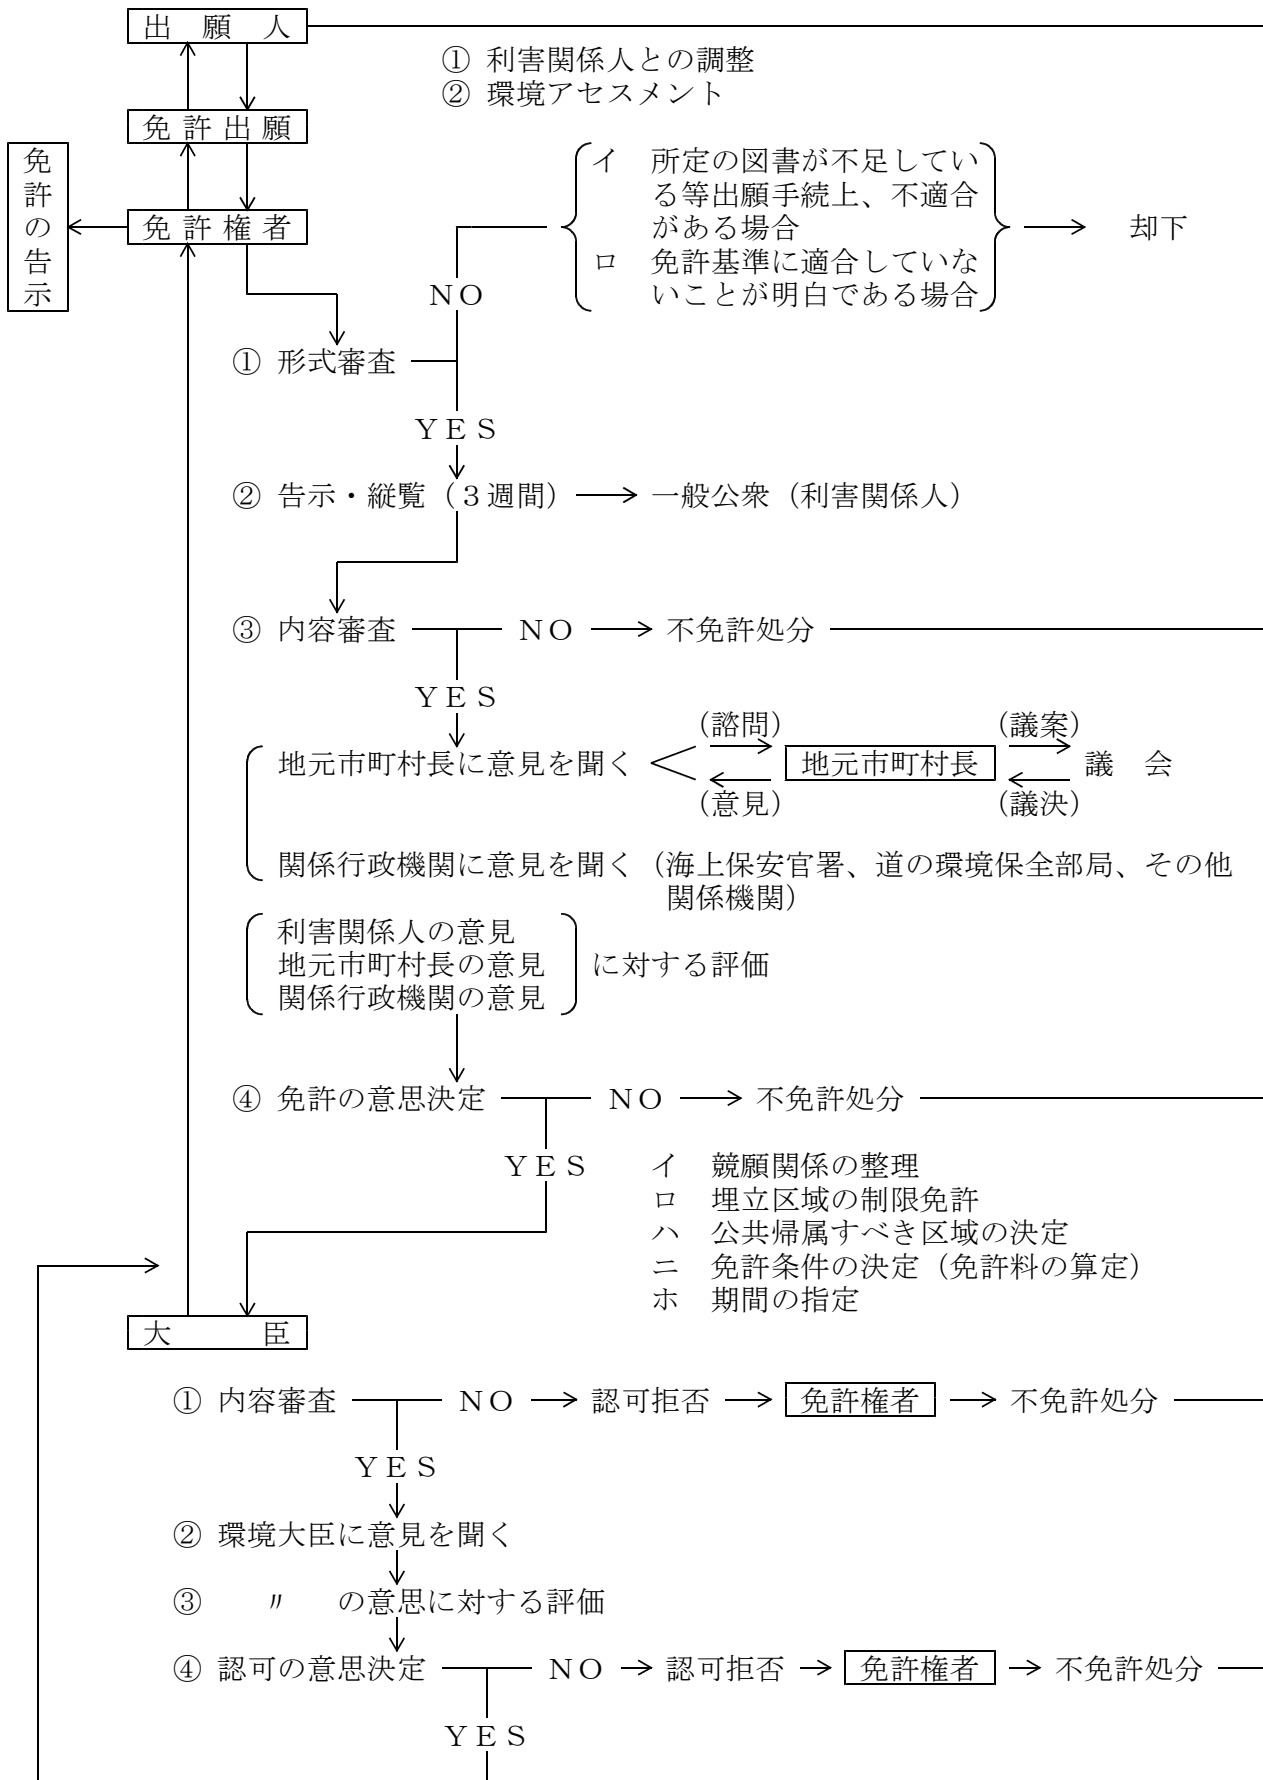 出　願　人
① 利害関係人との調整
② 環境アセスメント
免許出願
免許の告示
免許権者
イ　所定の図書が不足してい
る等出願手続上、不適合
がある場合
ロ　免許基準に適合していな
いことが明白である場合
却下
ＮＯ
① 形式審査
ＹＥＳ
② 告示・縦覧（３週間）
一般公衆（利害関係人）
③ 内容審査
ＮＯ
不免許処分
ＹＥＳ
地元市町村長に意見を聞く
（諮問）
（意見）
地元市町村長
（議案）
（議決）
議　会
関係行政機関に意見を聞く（海上保安官署、道の環境保全部局、その他
関係機関）
利害関係人の意見
地元市町村長の意見
関係行政機関の意見
に対する評価
④ 免許の意思決定
ＮＯ
不免許処分
ＹＥＳ
イ　競願関係の整理
ロ　埋立区域の制限免許
ハ　公共帰属すべき区域の決定
ニ　免許条件の決定（免許料の算定）
ホ　期間の指定
大　　　臣
① 内容審査
ＮＯ
認可拒否
免許権者
不免許処分
ＹＥＳ
② 環境大臣に意見を聞く
③　　〃　の意思に対する評価
④ 認可の意思決定
ＮＯ
認可拒否
免許権者
不免許処分
ＹＥＳ